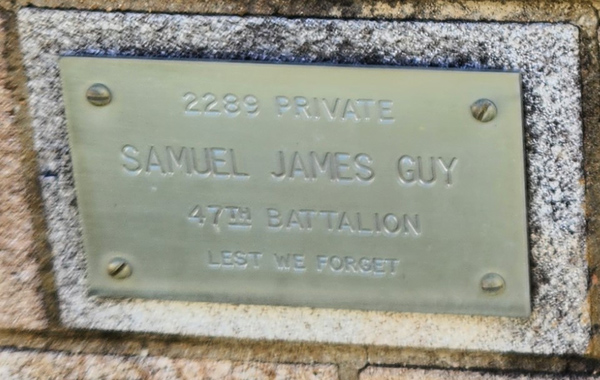 2289 PRIVATE
SAMUEL JAMES GUY
47TH BATTALION
LEST WE FORGET